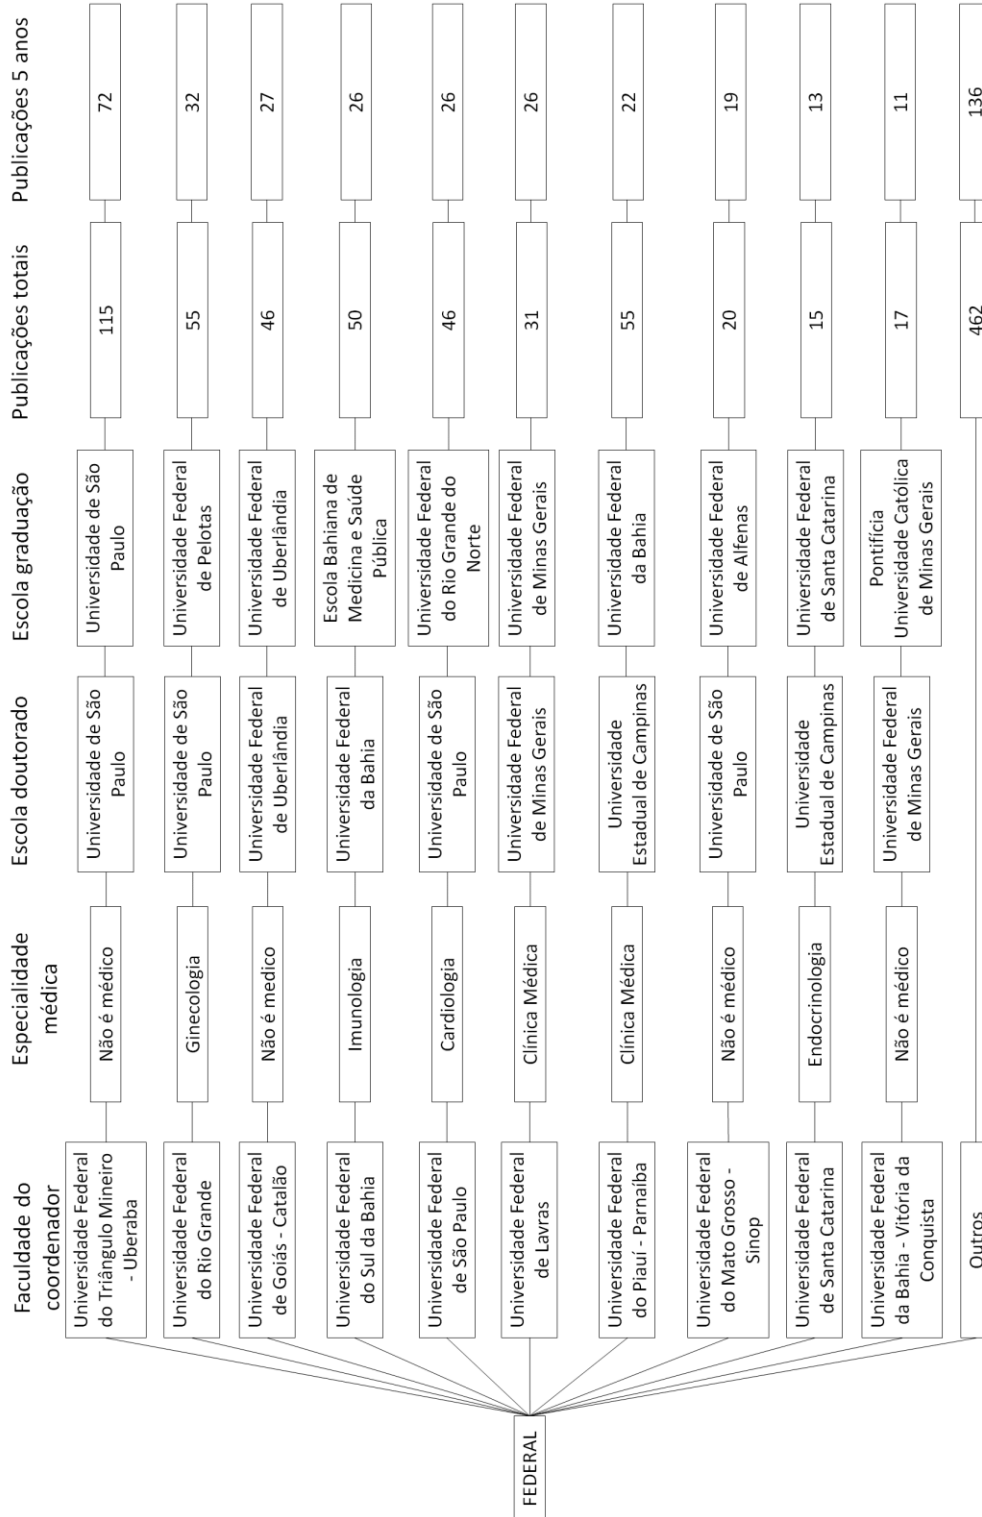 Faculdade do
coordenador
Especialidade
médica
Escola doutorado
Escola graduação
Publicações totais
Publicações 5 anos
FEDERAL
Universidade Federal
do Triângulo Mineiro
- Uberaba
Não é médico
Universidade de São
Paulo
Universidade de São
Paulo
115
72
Universidade Federal
do Rio Grande
Ginecologia
Universidade de São
Paulo
Universidade Federal
de Pelotas
55
32
Universidade Federal
de Goiás - Catalão
Não é medico
Universidade Federal
de Uberlândia
Universidade Federal
de Uberlândia
46
27
Universidade Federal
do Sul da Bahia
Imunologia
Universidade Federal
da Bahia
Escola Bahiana de
Medicina e Saúde
Pública
50
26
Universidade Federal
de São Paulo
Cardiologia
Universidade de São
Paulo
Universidade Federal
do Rio Grande do
Norte
46
26
Universidade Federal
de Lavras
Clínica Médica
Universidade Federal
de Minas Gerais
Universidade Federal
de Minas Gerais
31
26
Universidade Federal
do Piauí - Parnaíba
Clínica Médica
Universidade
Estadual de Campinas
Universidade Federal
da Bahia
55
22
Universidade Federal
do Mato Grosso -
Sinop
Não é médico
Universidade de São
Paulo
Universidade Federal
de Alfenas
20
19
Universidade Federal
de Santa Catarina
Endocrinologia
Universidade
Estadual de Campinas
Universidade Federal
de Santa Catarina
15
13
Universidade Federal
da Bahia - Vitória da
Conquista
Não é médico
Universidade Federal
de Minas Gerais
Pontifícia
Universidade Católica
de Minas Gerais
17
11
Outros
462
136